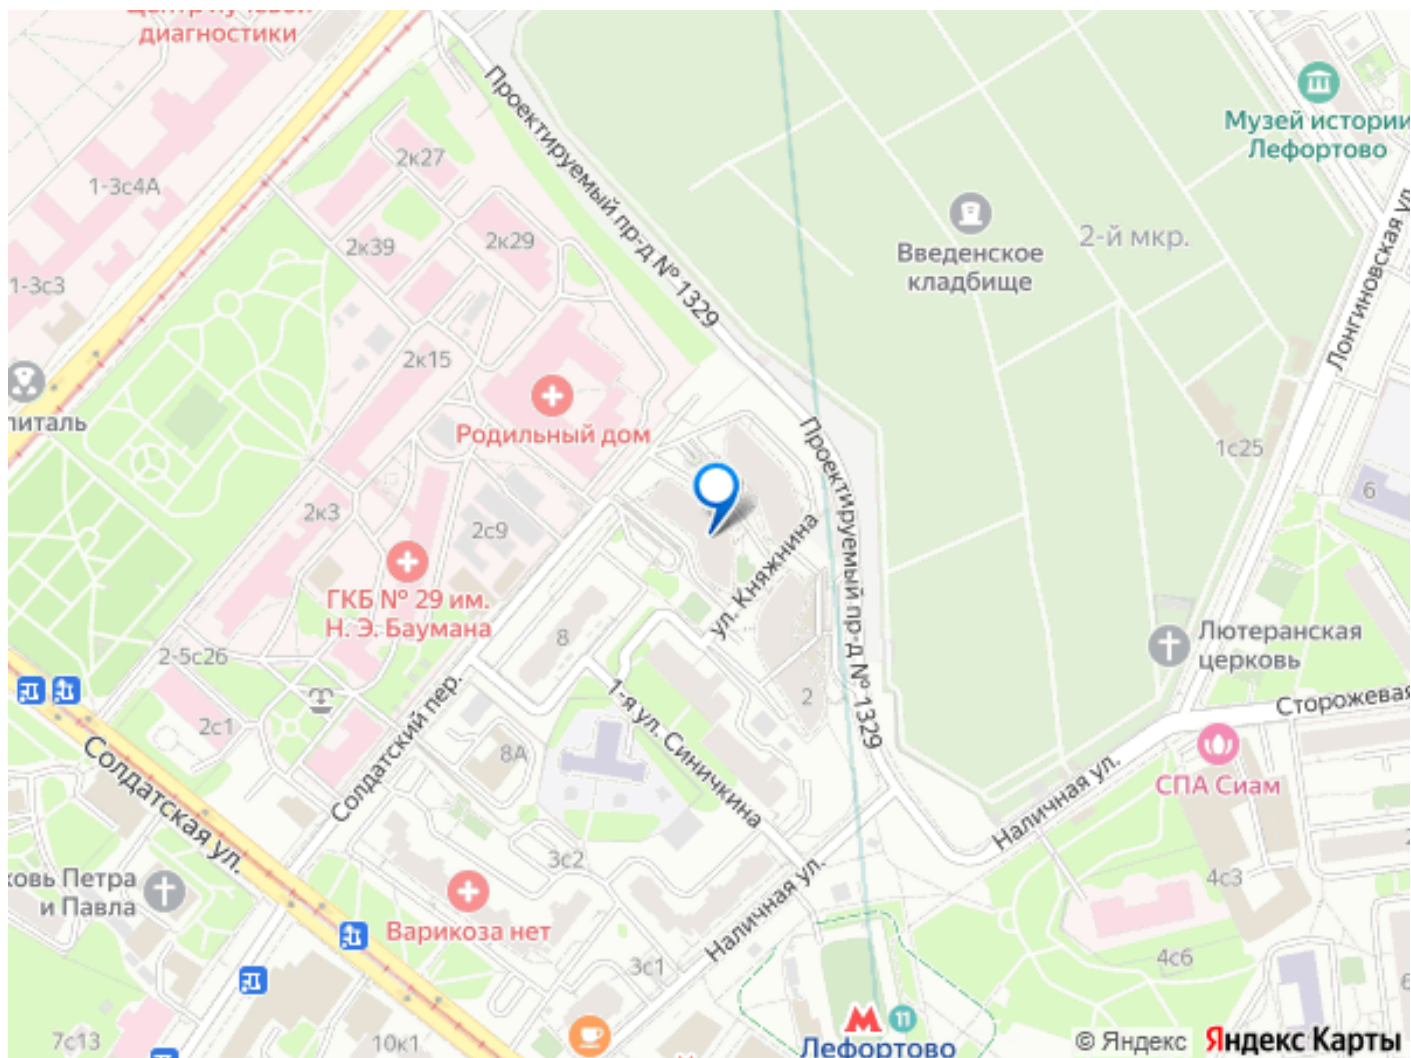 диагностики
2к27
1-3с4А
2к39
2к29
1-3с3
2к15
питаль
Родильный дом
2к3
2с9
ГКБ № 29 им.
Н. Э. Баумана
2-5с26
2с1
8
8А
2
3с2
3с1
Проектируемый пр-д № 1329
Проектируемый пр-д № 1329
ул. Княжнина
1-я ул. Синичкина
Солдатский пер.
Солдатская ул.
Введенское
кладбище
2-й мкр.
Музей истории
Лефортово
Лонгиновская ул.
1с25
6
Лютеранская
церковь
Сторожевая
СПА Сиам
Наличная ул.
Наличная ул.
4с3
4с6
овь Петра
и Павла
Варикоза нет
7с13
10к1
11
Лефортово
© Яндекс
Яндекс Карты